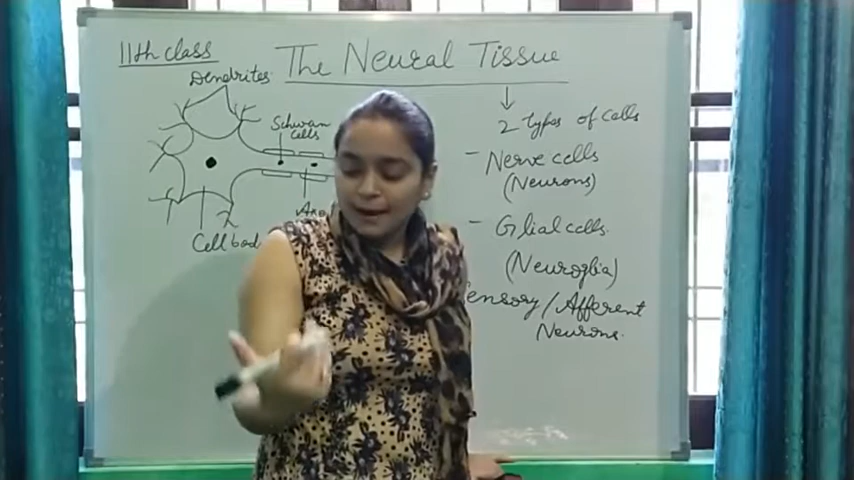 11th class
The Neural Tissue
Dendrites
Schwann
cells
Cell bod
2 types of Cells
- Nerve cells
(Neurons)
- Glial cells.
(Neuroglia)
ensory/Afferent
Neurons.